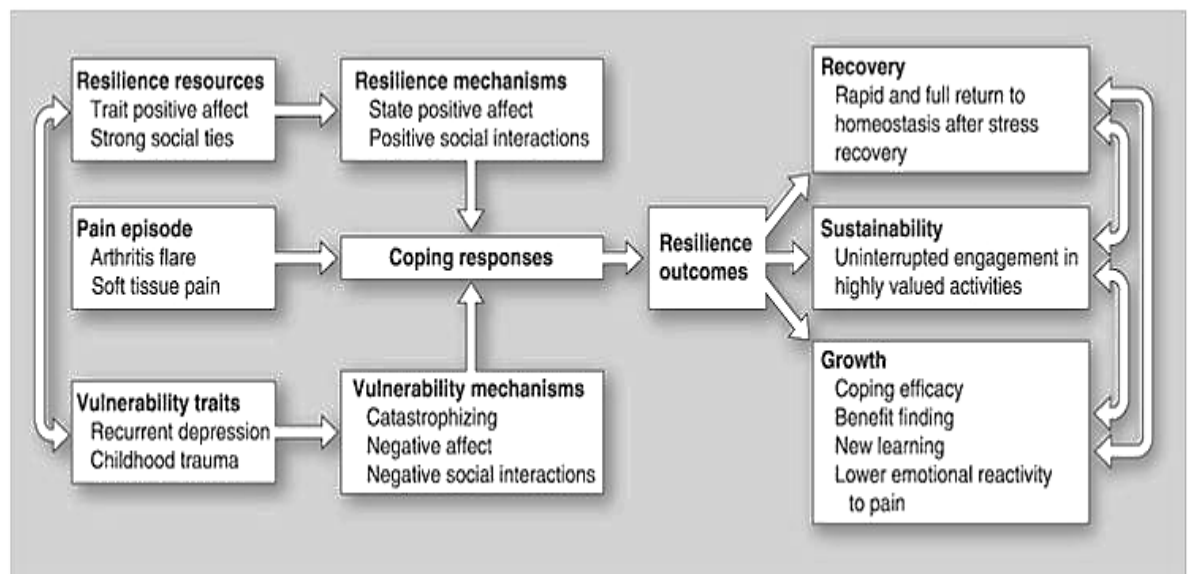 Resilience resources
Trait positive affect
Strong social ties
Resilience mechanisms
State positive affect
Positive social interactions
Recovery
Rapid and full return to
homeostasis after stress
recovery
Pain episode
Arthritis flare
Soft tissue pain
Coping responses
Resilience
outcomes
Sustainability
Uninterrupted engagement in
highly valued activities
Vulnerability traits
Recurrent depression
Childhood trauma
Vulnerability mechanisms
Catastrophizing
Negative affect
Negative social interactions
Growth
Coping efficacy
Benefit finding
New learning
Lower emotional reactivity
to pain